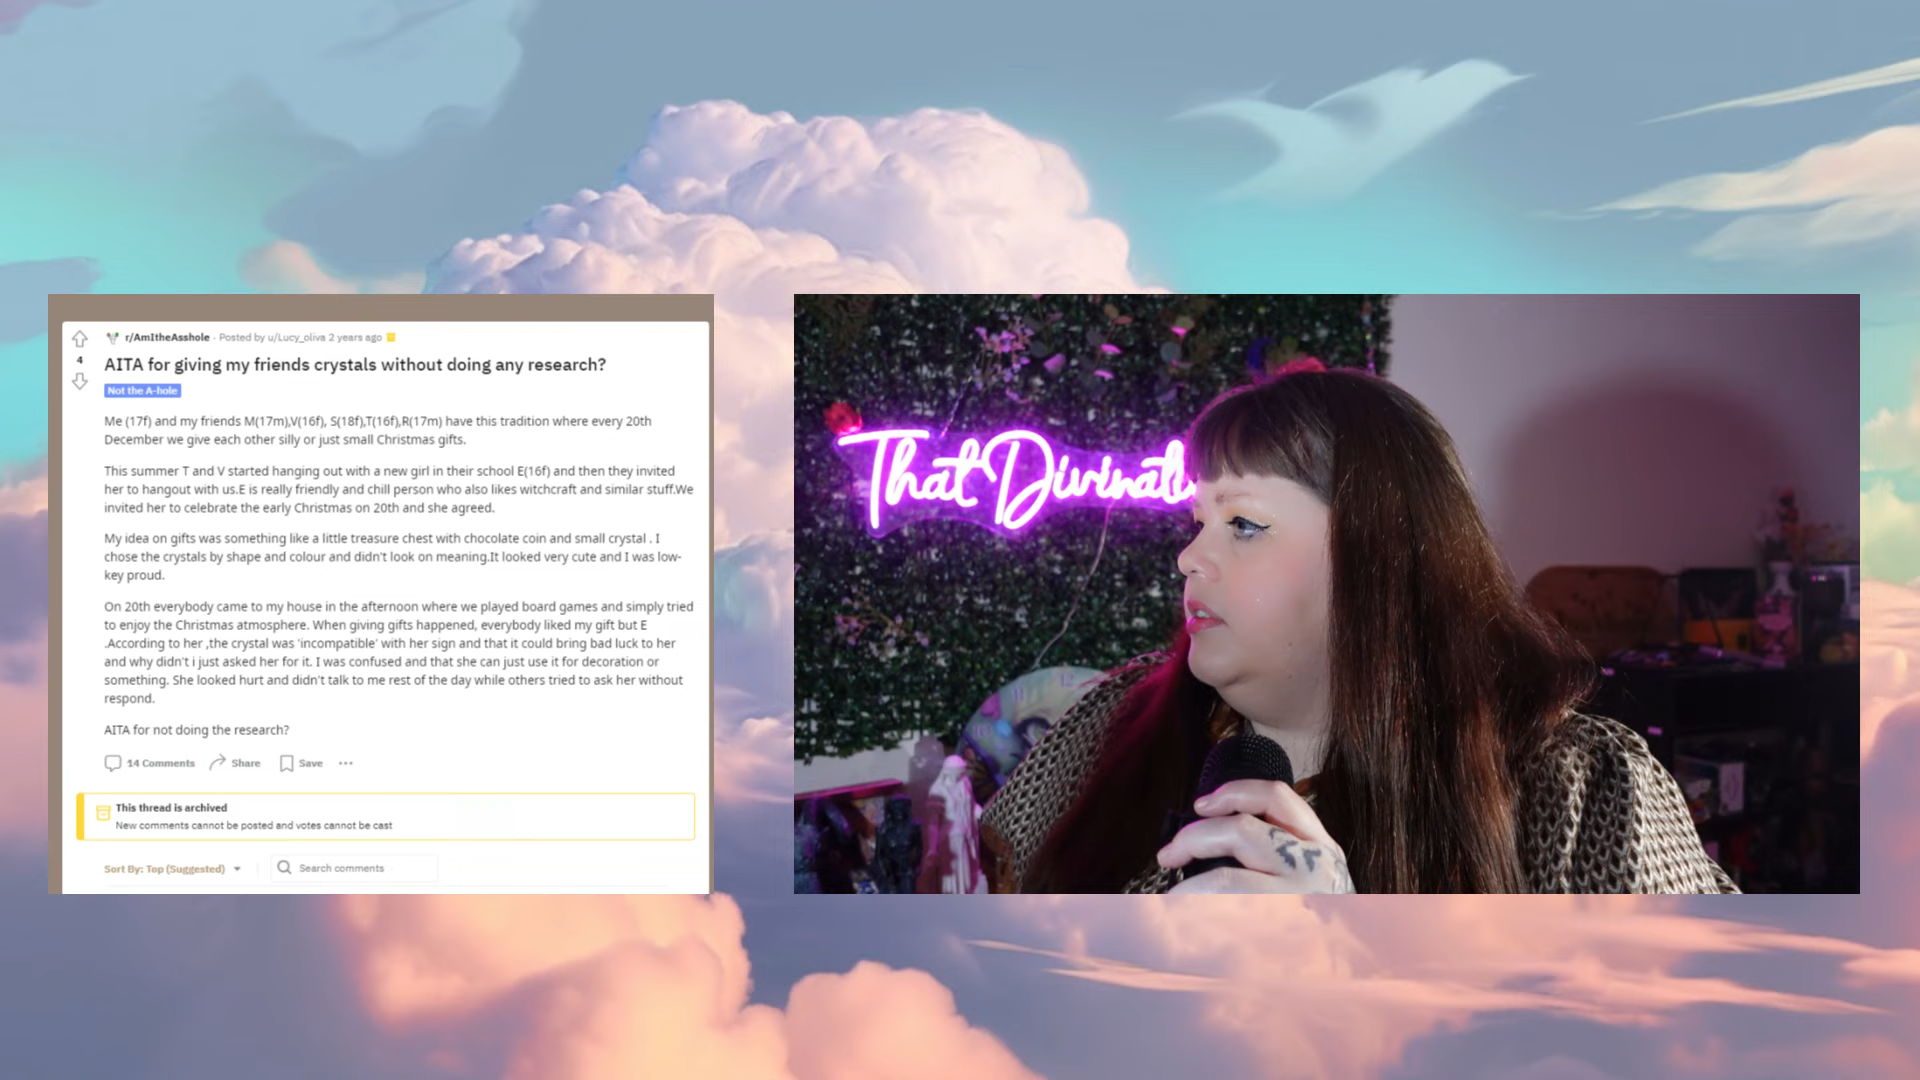 r/AmItheAsshole · Posted by u/Lucy_oliva 2 years ago
4
AITA for giving my friends crystals without doing any research?
Not the A-hole
Me (17f) and my friends M(17m),V(16f), S(18f),T(16f),R(17m) have this tradition where every 20th
December we give each other silly or just small Christmas gifts.
This summer T and V started hanging out with a new girl in their school E(16f) and then they invited
her to hangout with us.E is really friendly and chill person who also likes witchcraft and similar stuff.We
invited her to celebrate the early Christmas on 20th and she agreed.
My idea on gifts was something like a little treasure chest with chocolate coin and small crystal . I
chose the crystals by shape and colour and didn't look on meaning.It looked very cute and I was low-
key proud.
On 20th everybody came to my house in the afternoon where we played board games and simply tried
to enjoy the Christmas atmosphere. When giving gifts happened, everybody liked my gift but E
.According to her ,the crystal was 'incompatible' with her sign and that it could bring bad luck to her
and why didn't i just asked her for it. I was confused and that she can just use it for decoration or
something. She looked hurt and didn't talk to me rest of the day while others tried to ask her without
respond.
AITA for not doing the research?
14 Comments Share Save ...
This thread is archived
New comments cannot be posted and votes cannot be cast
Sort By: Top (Suggested) Search comments
That Divinat
11 12